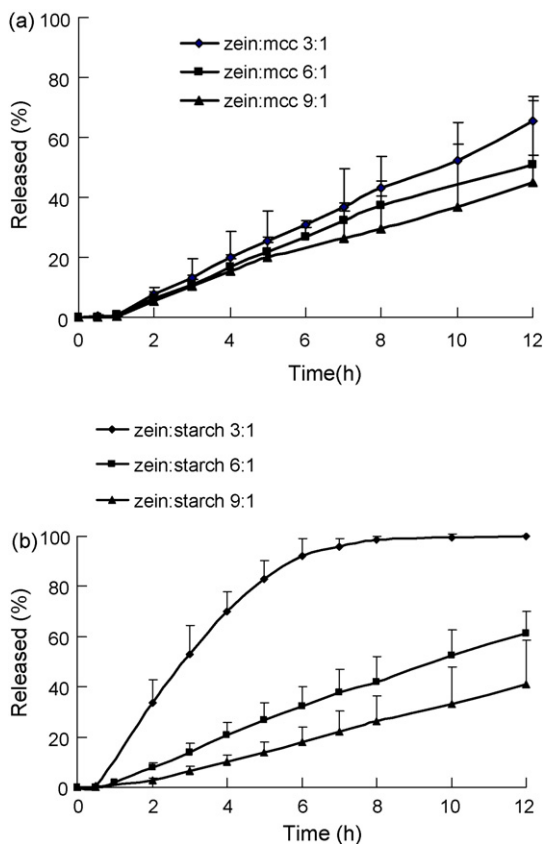 (a)
100
zein:mcc 3:1
zein:mcc 6:1
80
zein:mcc 9:1
60
40
20
0
Released (%)
0 2 4 6 8 10 12
Time(h)
zein:starch 3:1
zein:starch 6:1
zein:starch 9:1
(b)
100
80
60
40
20
0
Released (%)
0 2 4 6 8 10 12
Time (h)